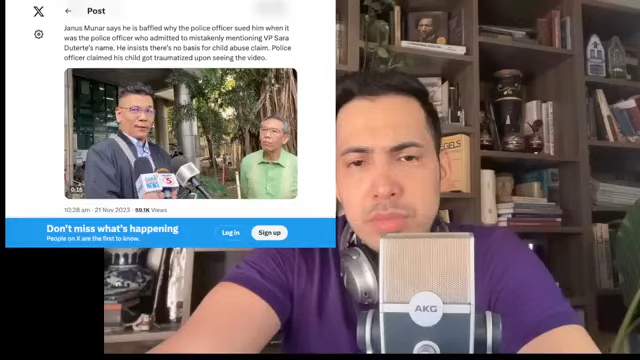 Post
Janus Munar says he is baffled why the police officer sued him when it
was the police officer who admitted to mistakenly mentioning VP Sara
Duterte's name. He insists there's no basis for child abuse claim. Police
officer claimed his child got traumatized upon seeing the video.
0:18
10:28 am · 21 Nov 2023 · 59.1K Views
Don't miss what's happening
People on X are the first to know.
Log in
Sign up
AKG